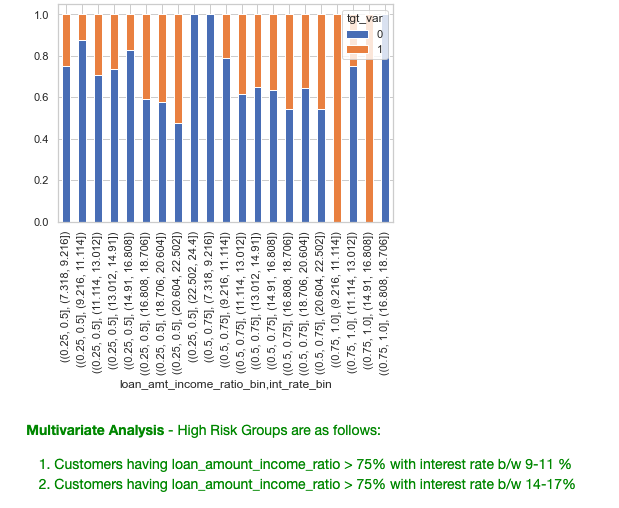 tgt_var
0
1
1.0
0.8
0.6
0.4
0.2
0.0
((0.25, 0.5], (7.318, 9.216])
((0.25, 0.5], (9.216, 11.114])
((0.25, 0.5], (11.114, 13.012])
((0.25, 0.5], (13.012, 14.91])
((0.25, 0.5], (14.91, 16.808])
((0.25, 0.5], (16.808, 18.706])
((0.25, 0.5], (18.706, 20.604])
((0.25, 0.5], (20.604, 22.502])
((0.25, 0.5], (22.502, 24.4])
((0.5, 0.75], (7.318, 9.216])
((0.5, 0.75], (9.216, 11.114])
((0.5, 0.75], (11.114, 13.012])
((0.5, 0.75], (13.012, 14.91])
((0.5, 0.75], (14.91, 16.808])
((0.5, 0.75], (16.808, 18.706])
((0.5, 0.75], (18.706, 20.604])
((0.5, 0.75], (20.604, 22.502])
((0.75, 1.0], (9.216, 11.114])
((0.75, 1.0], (11.114, 13.012])
((0.75, 1.0], (14.91, 16.808])
((0.75, 1.0], (16.808, 18.706])
loan_amt_income_ratio_bin,int_rate_bin
Multivariate Analysis - High Risk Groups are as follows:
1. Customers having loan_amount_income_ratio > 75% with interest rate b/w 9-11 %
2. Customers having loan_amount_income_ratio > 75% with interest rate b/w 14-17%